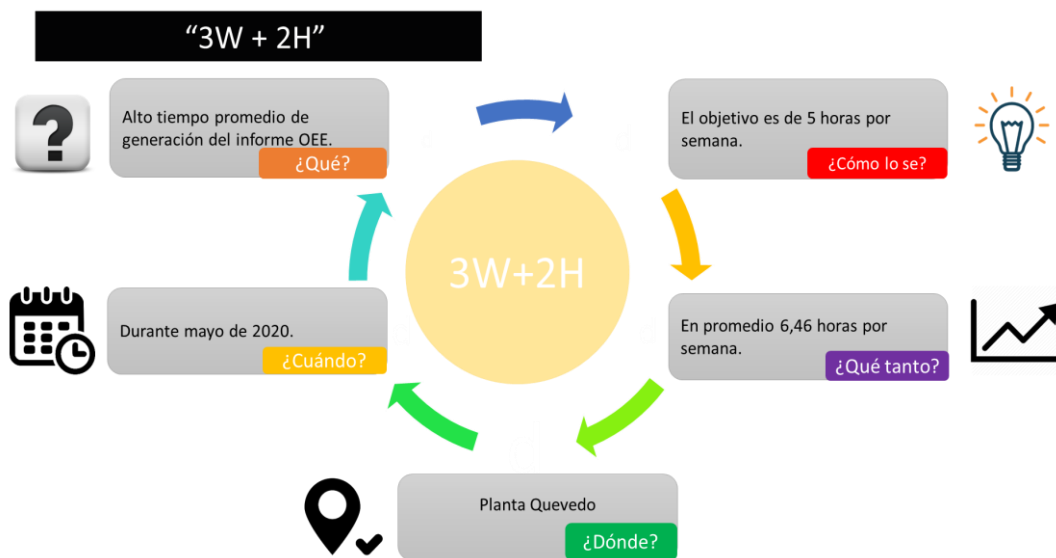 “3W + 2H”
Alto tiempo promedio de
generación del informe OEE.
¿Qué?
El objetivo es de 5 horas por
semana.
¿Cómo lo se?
3W+2H
Durante mayo de 2020.
¿Cuándo?
En promedio 6,46 horas por
semana.
¿Qué tanto?
Planta Quevedo
¿Dónde?